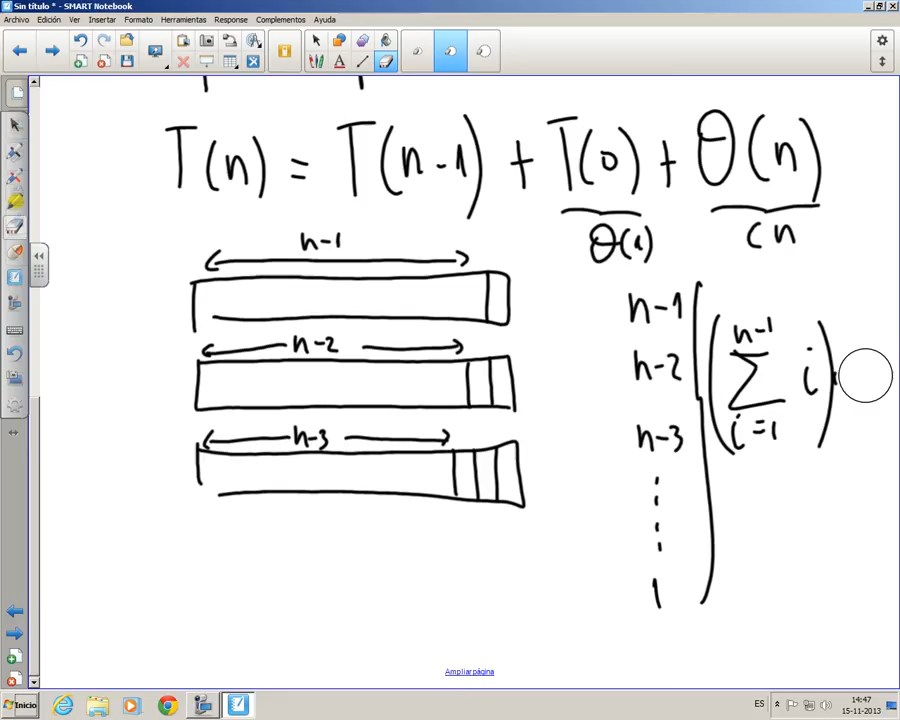 Sin título * - SMART Notebook
Archivo Edición Ver Insertar Formato Herramientas Response Complementos Ayuda
T(n) = T(n-1) + T(0) + Θ(n)
Θ(1) cn
n-1
n-2
n-3
n-1
n-2
n-3
⋮
1
(∑ i)
n-1
i=1
Ampliar página
Inicio
ES
14:47
15-11-2013